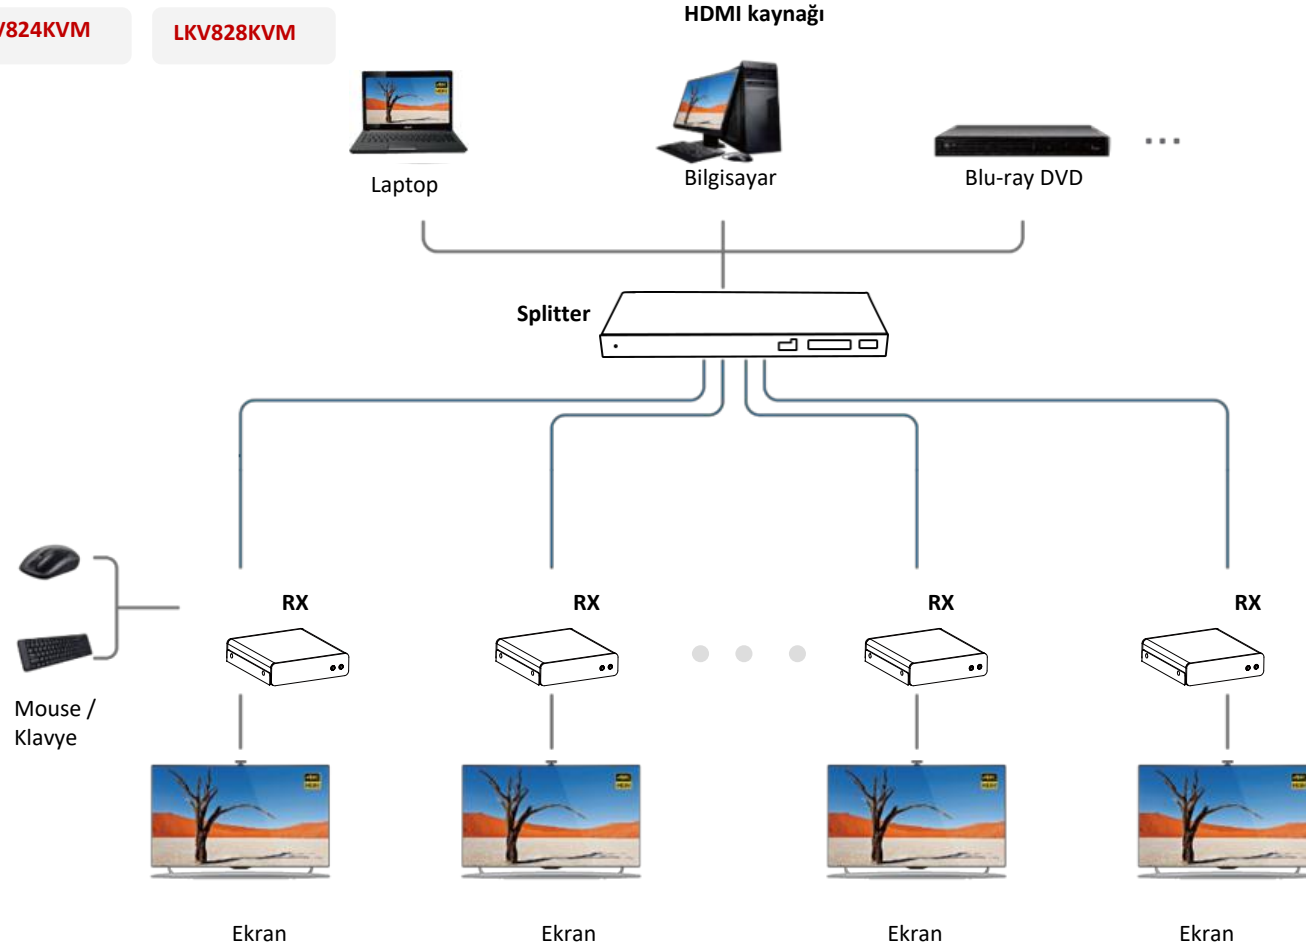 HDMI kaynağı
V824KVM
LKV828KVM
Laptop
Bilgisayar
Blu-ray DVD
Splitter
RX
RX
RX
RX
Mouse /
Klavye
Ekran
Ekran
Ekran
Ekran